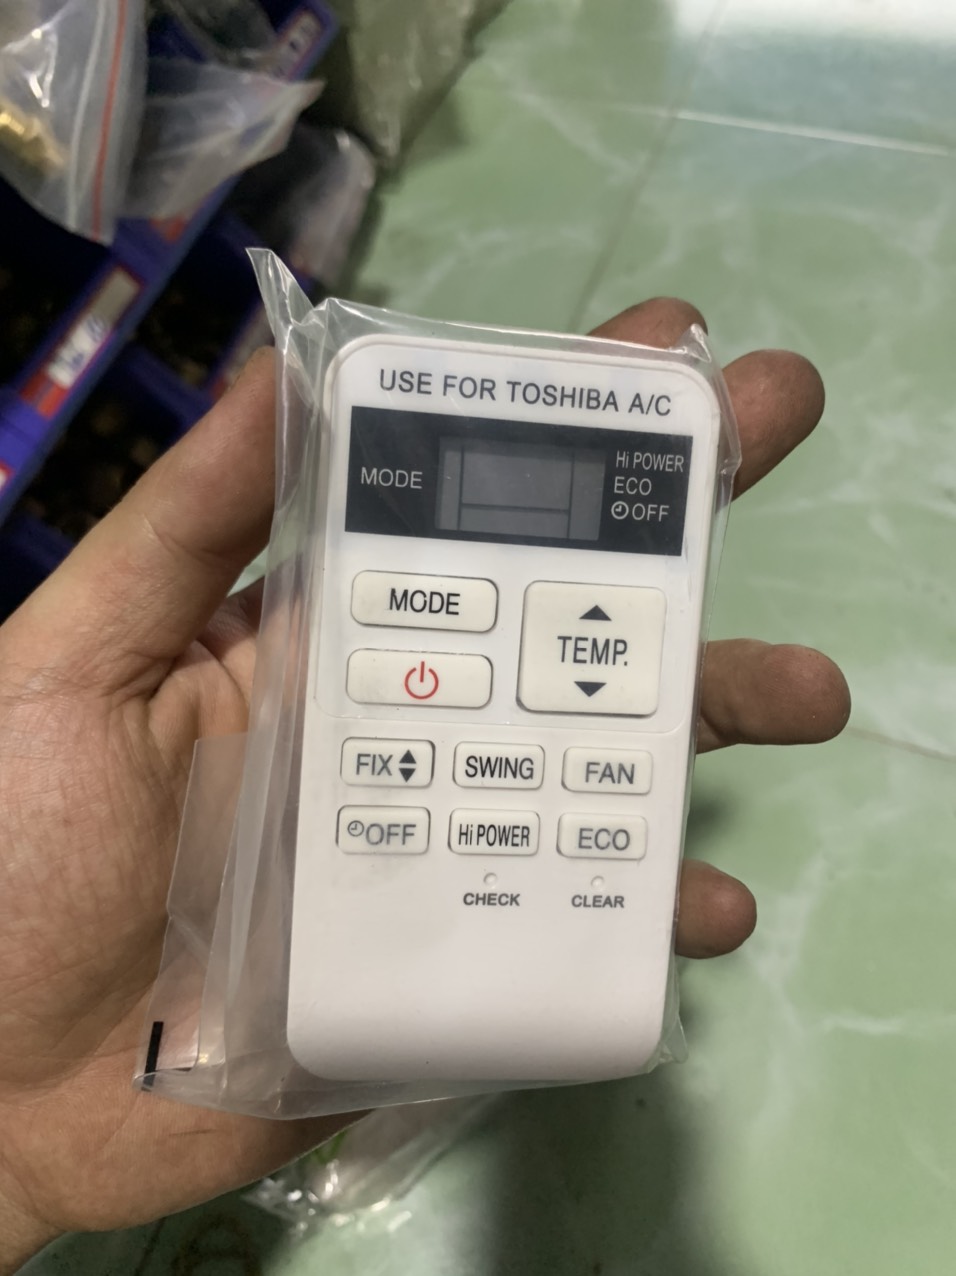 USE FOR TOSHIBA A/C
MODE
Hi POWER
ECO
OFF
MODE
TEMP.
FIX
SWING
FAN
OFF
Hi POWER
ECO
CHECK
CLEAR